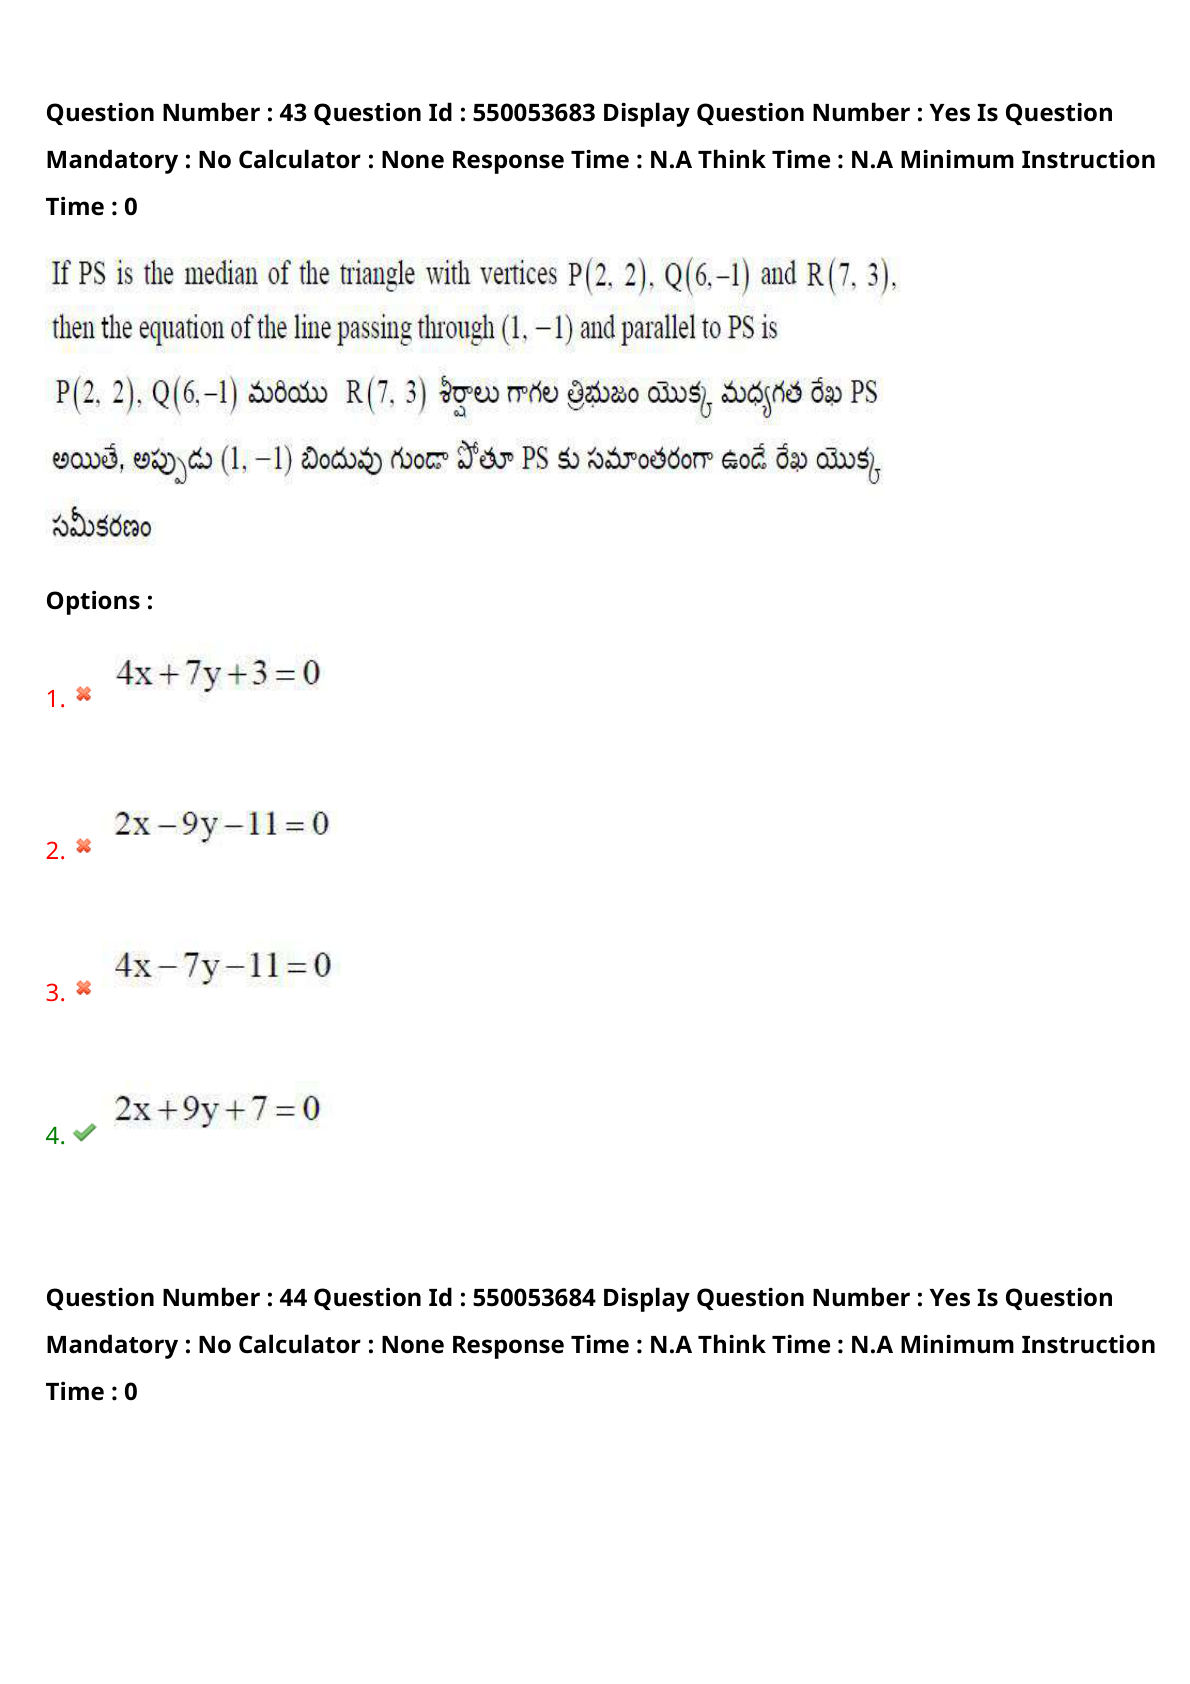 Question Number : 43 Question Id : 550053683 Display Question Number : Yes Is Question
Mandatory : No Calculator : None Response Time : N.A Think Time : N.A Minimum Instruction
Time : 0
If PS is the median of the triangle with vertices P(2, 2), Q(6,–1) and R(7, 3),
then the equation of the line passing through (1, –1) and parallel to PS is
P(2, 2), Q(6,–1) మరియు R(7, 3) శీర్షాలు గాగల త్రిభుజం యొక్క మధ్యగత రేఖ PS
అయితే, అప్పుడు (1, –1) బిందువు గుండా పోతూ PS కు సమాంతరంగా ఉండే రేఖ యొక్క
సమీకరణం
Options :
1. 4x+7y+3=0
2. 2x–9y–11=0
3. 4x–7y–11=0
4. 2x+9y+7=0
Question Number : 44 Question Id : 550053684 Display Question Number : Yes Is Question
Mandatory : No Calculator : None Response Time : N.A Think Time : N.A Minimum Instruction
Time : 0